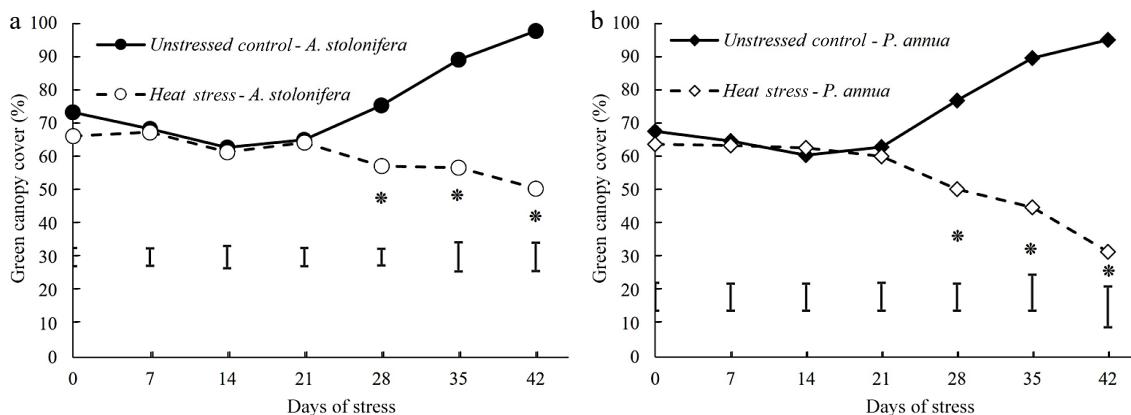 a
100
90
80
70
60
50
40
30
20
10
0
Green canopy cover (%)
Unstressed control - A. stolonifera
Heat stress - A. stolonifera
*
*
*
0 7 14 21 28 35 42
Days of stress
b
100
90
80
70
60
50
40
30
20
10
0
Green canopy cover (%)
Unstressed control - P. annua
Heat stress - P. annua
*
*
*
0 7 14 21 28 35 42
Days of stress